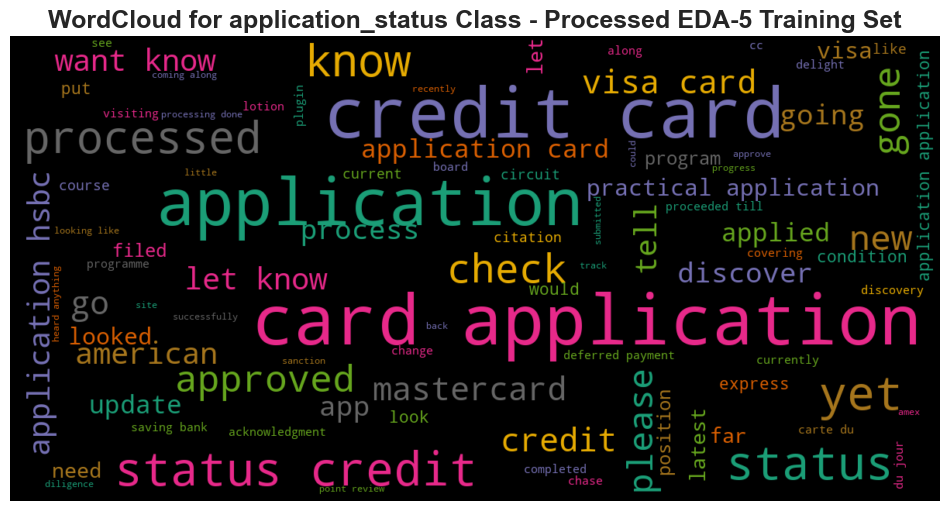 WordCloud for application_status Class - Processed EDA-5 Training Set
see
want know
coming along
know
let
along
cc
visa
like
delight
visa card
put
recently
plugin
lotion
visiting
processing done
credit card
going
gone
application application
processed
application card
could
program
approve
board
progress
little
current
circuit
practical application
course
application
process
submitted
proceeded till
looking like
citation
tell
applied
new
filed
covering
condition
programme
let know
check
track
discover
application hsbc
heard anything
would
discovery
go
site
successfully
card application
back
looked
change
american
sanction
deferred payment
currently
approved
mastercard
please
express
yet
update
app
look
position
latest
far
amex
saving bank
acknowledgment
credit
carte du
need
status credit
completed
chase
status
du jour
diligence
point review